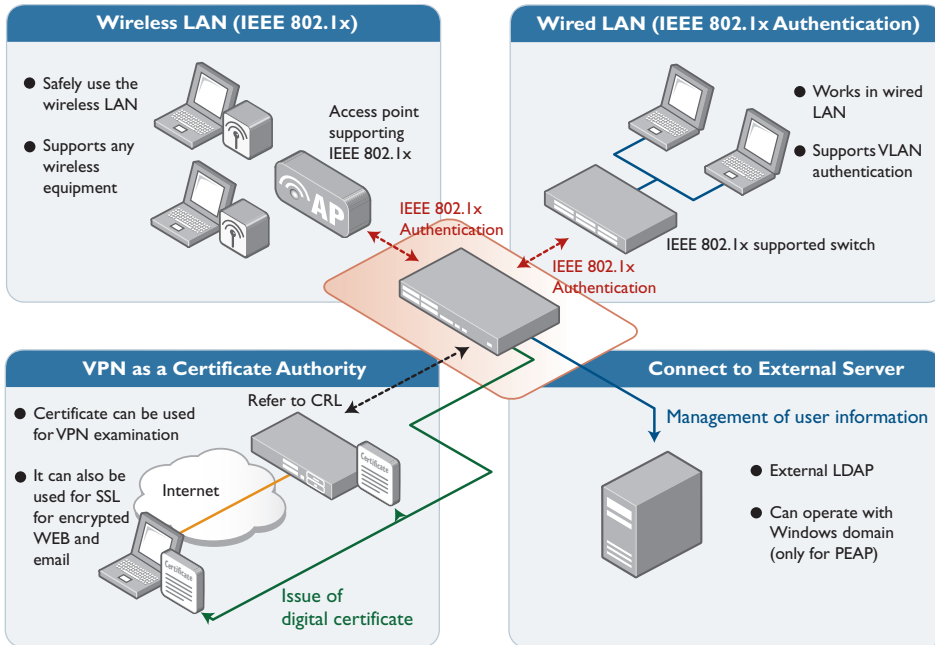 Wireless LAN (IEEE 802.1x)
● Safely use the
wireless LAN
● Supports any
wireless
equipment
Access point
supporting
IEEE 802.1x
AP
IEEE 802.1x
Authentication
Wired LAN (IEEE 802.1x Authentication)
● Works in wired
LAN
● Supports VLAN
authentication
IEEE 802.1x supported switch
IEEE 802.1x
Authentication
VPN as a Certificate Authority
● Certificate can be used
for VPN examination
● It can also be
used for SSL
for encrypted
WEB and
email
Refer to CRL
Certificate
Internet
Certificate
Issue of
digital certificate
Connect to External Server
Management of user information
● External LDAP
● Can operate with
Windows domain
(only for PEAP)